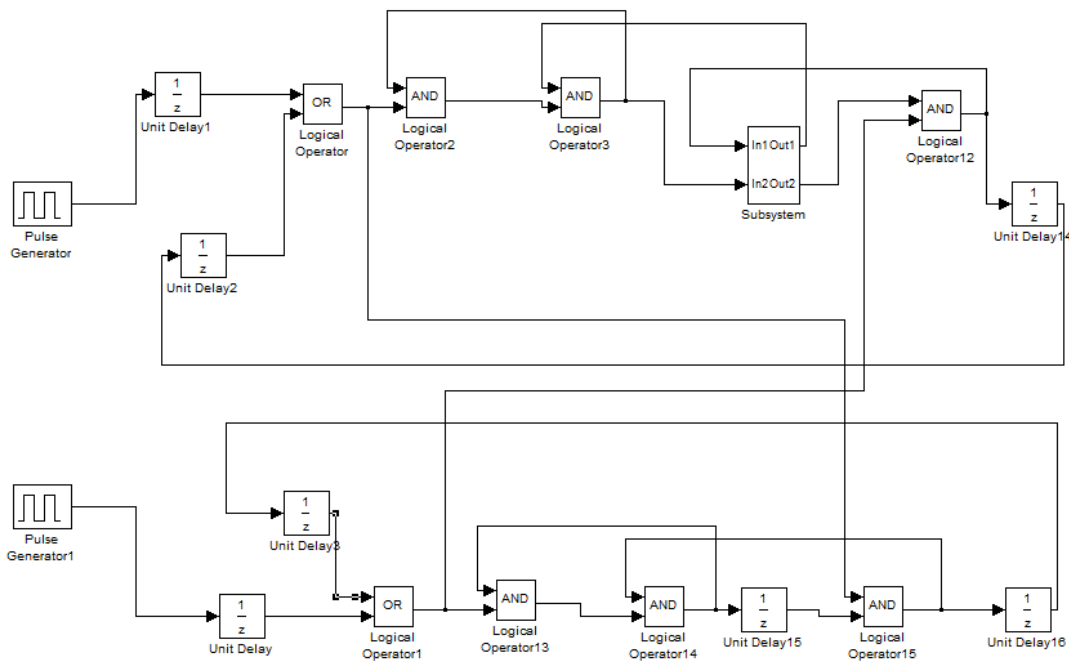 1
z
Unit Delay1
OR
Logical
Operator
AND
Logical
Operator2
AND
Logical
Operator3
In1 Out1
In2 Out2
Subsystem
AND
Logical
Operator12
1
z
Unit Delay14
Pulse
Generator
1
z
Unit Delay2
Pulse
Generator1
1
z
Unit Delay3
1
z
Unit Delay
OR
Logical
Operator1
AND
Logical
Operator13
AND
Logical
Operator14
1
z
Unit Delay15
AND
Logical
Operator15
1
z
Unit Delay16